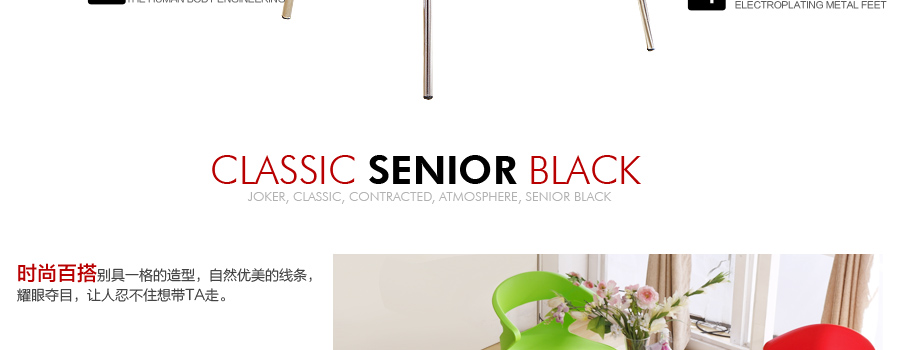 THE HUMAN BODY ENGINEERING
ELECTROPLATING METAL FEET
CLASSIC SENIOR BLACK
JOKER, CLASSIC, CONTRACTED, ATMOSPHERE, SENIOR BLACK
时尚百搭别具一格的造型，自然优美的线条，
耀眼夺目，让人忍不住想带TA走。